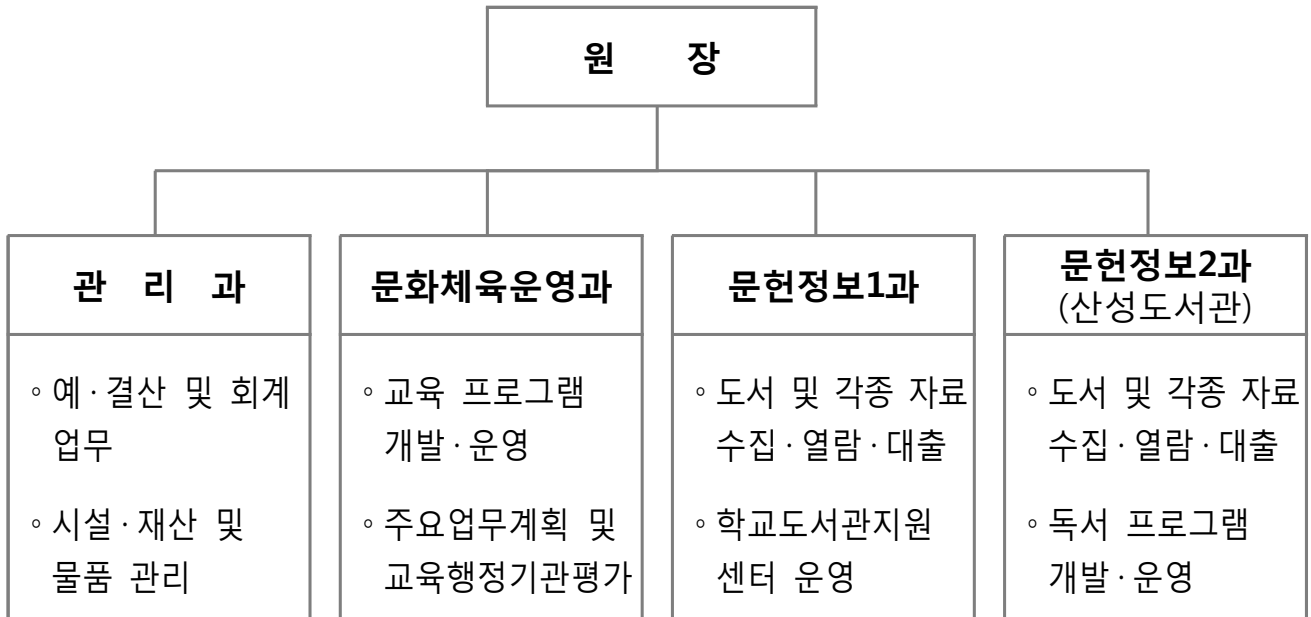 원 장
관 리 과
예·결산 및 회계
업무
시설·재산 및
물품 관리
문화체육운영과
교육 프로그램
개발·운영
주요업무계획 및
교육행정기관평가
문헌정보1과
도서 및 각종 자료
수집·열람·대출
학교도서관지원
센터 운영
문헌정보2과
(산성도서관)
도서 및 각종 자료
수집·열람·대출
독서 프로그램
개발·운영